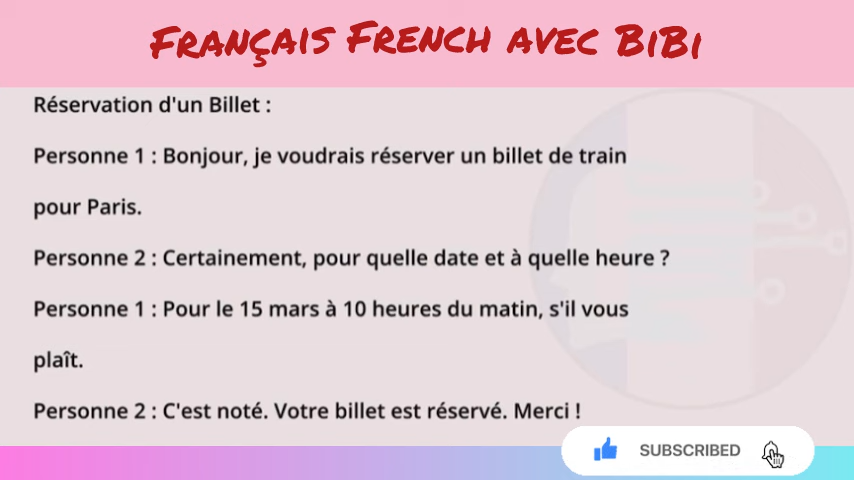 Français French avec BiBi
Réservation d'un Billet :
Personne 1 : Bonjour, je voudrais réserver un billet de train
pour Paris.
Personne 2 : Certainement, pour quelle date et à quelle heure ?
Personne 1 : Pour le 15 mars à 10 heures du matin, s'il vous
plaît.
Personne 2 : C'est noté. Votre billet est réservé. Merci !
SUBSCRIBED